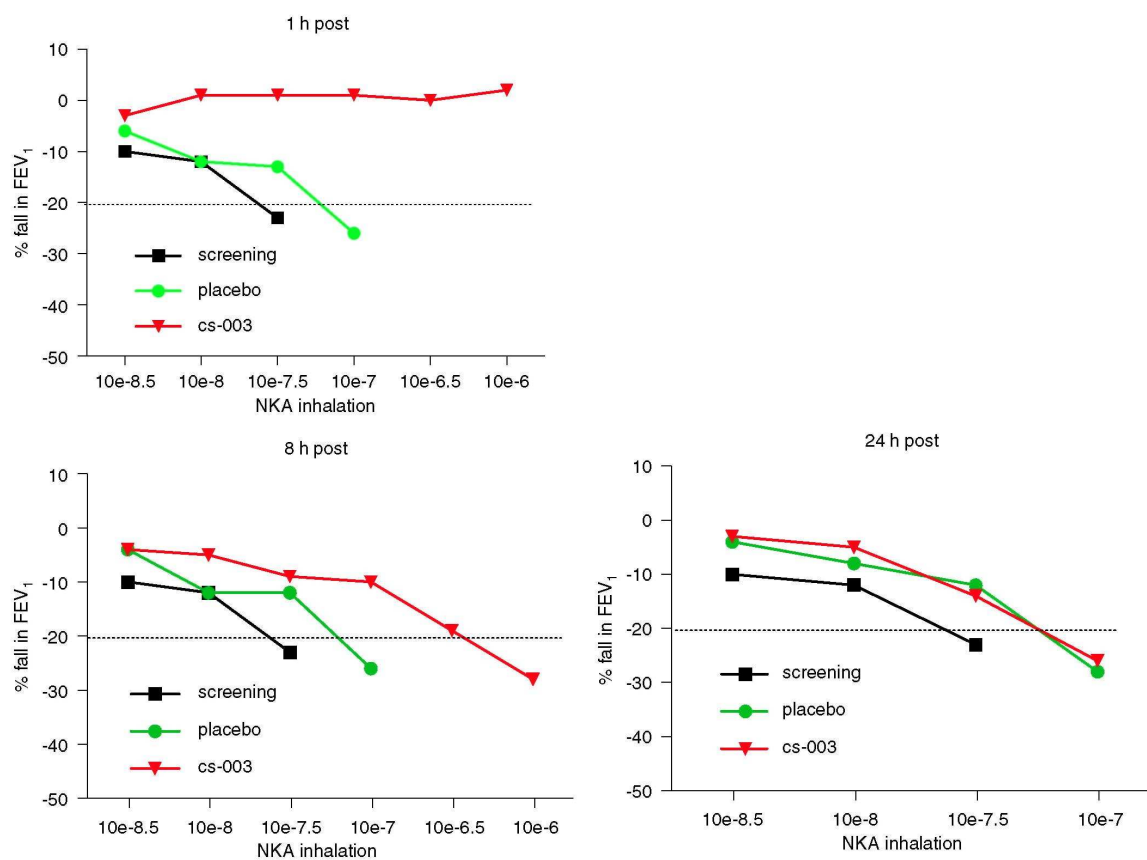 1 h post
10
0
-10
-20
-30
-40
-50
% fall in FEV1
screening
placebo
cs-003
10e-8.5 10e-8 10e-7.5 10e-7 10e-6.5 10e-6
NKA inhalation
8 h post
10
0
-10
-20
-30
-40
-50
% fall in FEV1
screening
placebo
cs-003
10e-8.5 10e-8 10e-7.5 10e-7 10e-6.5 10e-6
NKA inhalation
24 h post
10
0
-10
-20
-30
-40
-50
% fall in FEV1
screening
placebo
cs-003
10e-8.5 10e-8 10e-7.5 10e-7
NKA inhalation